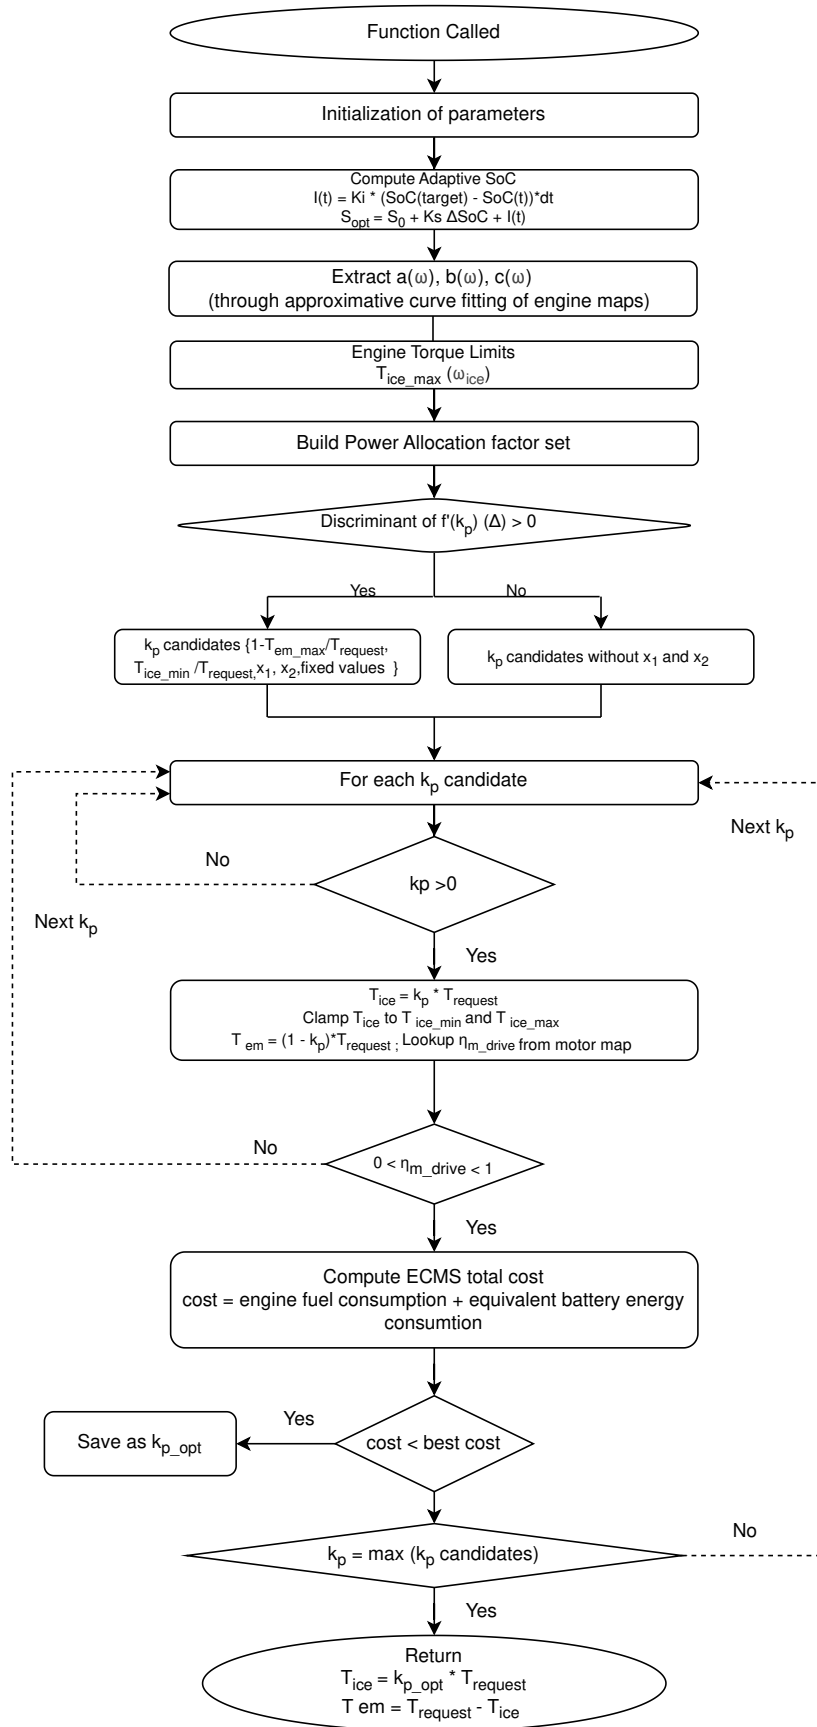 Function Called
Initialization of parameters
Compute Adaptive SoC
I(t) = Ki * (SoC(target) - SoC(t))*dt
S_opt = S_0 + Ks ΔSoC + I(t)
Extract a(ω), b(ω), c(ω)
(through approximative curve fitting of engine maps)
Engine Torque Limits
T_ice_max (ω_ice)
Build Power Allocation factor set
Discriminant of f'(k_p) (Δ) > 0
Yes
No
k_p candidates {1-T_em_max/T_request,
T_ice_min /T_request, x_1, x_2,fixed values }
k_p candidates without x_1 and x_2
For each k_p candidate
Next k_p
No
kp >0
Next k_p
Yes
T_ice = k_p * T_request
Clamp T_ice to T_ice_min and T_ice_max
T_em = (1 - k_p)*T_request ; Lookup η_m_drive from motor map
No
0 < η_m_drive < 1
Yes
Compute ECMS total cost
cost = engine fuel consumption + equivalent battery energy
consumtion
Yes
Save as k_p_opt
cost < best cost
No
k_p = max (k_p candidates)
Yes
Return
T_ice = k_p_opt * T_request
T em = T_request - T_ice